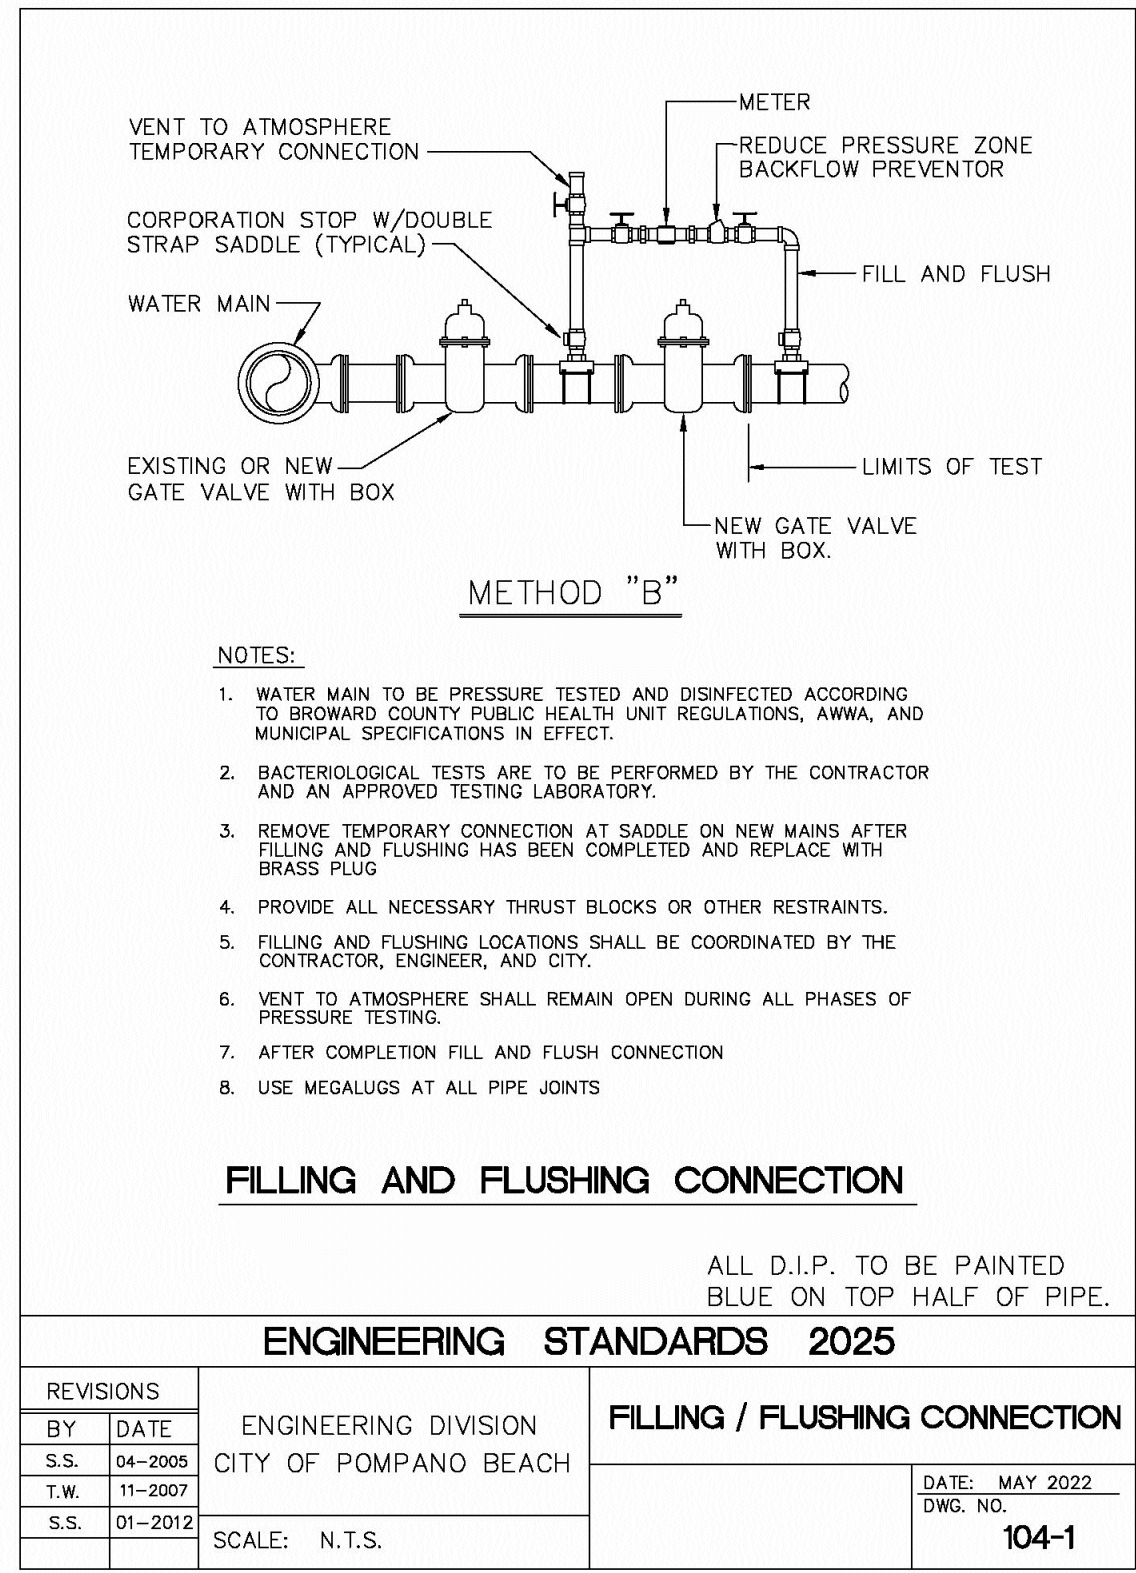 VENT TO ATMOSPHERE
TEMPORARY CONNECTION
METER
REDUCE PRESSURE ZONE
BACKFLOW PREVENTOR
CORPORATION STOP W/DOUBLE
STRAP SADDLE (TYPICAL)
FILL AND FLUSH
WATER MAIN
EXISTING OR NEW
GATE VALVE WITH BOX
LIMITS OF TEST
NEW GATE VALVE
WITH BOX.
METHOD "B"
NOTES:
1. WATER MAIN TO BE PRESSURE TESTED AND DISINFECTED ACCORDING
TO BROWARD COUNTY PUBLIC HEALTH UNIT REGULATIONS, AWWA, AND
MUNICIPAL SPECIFICATIONS IN EFFECT.
2. BACTERIOLOGICAL TESTS ARE TO BE PERFORMED BY THE CONTRACTOR
AND AN APPROVED TESTING LABORATORY.
3. REMOVE TEMPORARY CONNECTION AT SADDLE ON NEW MAINS AFTER
FILLING AND FLUSHING HAS BEEN COMPLETED AND REPLACE WITH
BRASS PLUG
4. PROVIDE ALL NECESSARY THRUST BLOCKS OR OTHER RESTRAINTS.
5. FILLING AND FLUSHING LOCATIONS SHALL BE COORDINATED BY THE
CONTRACTOR, ENGINEER, AND CITY.
6. VENT TO ATMOSPHERE SHALL REMAIN OPEN DURING ALL PHASES OF
PRESSURE TESTING.
7. AFTER COMPLETION FILL AND FLUSH CONNECTION
8. USE MEGALUGS AT ALL PIPE JOINTS
FILLING AND FLUSHING CONNECTION
ALL D.I.P. TO BE PAINTED
BLUE ON TOP HALF OF PIPE.
ENGINEERING STANDARDS 2025
REVISIONS
BY DATE
S.S. 04-2005
T.W. 11-2007
S.S. 01-2012
ENGINEERING DIVISION
CITY OF POMPANO BEACH
SCALE: N.T.S.
FILLING / FLUSHING CONNECTION
DATE: MAY 2022
DWG. NO.
104-1